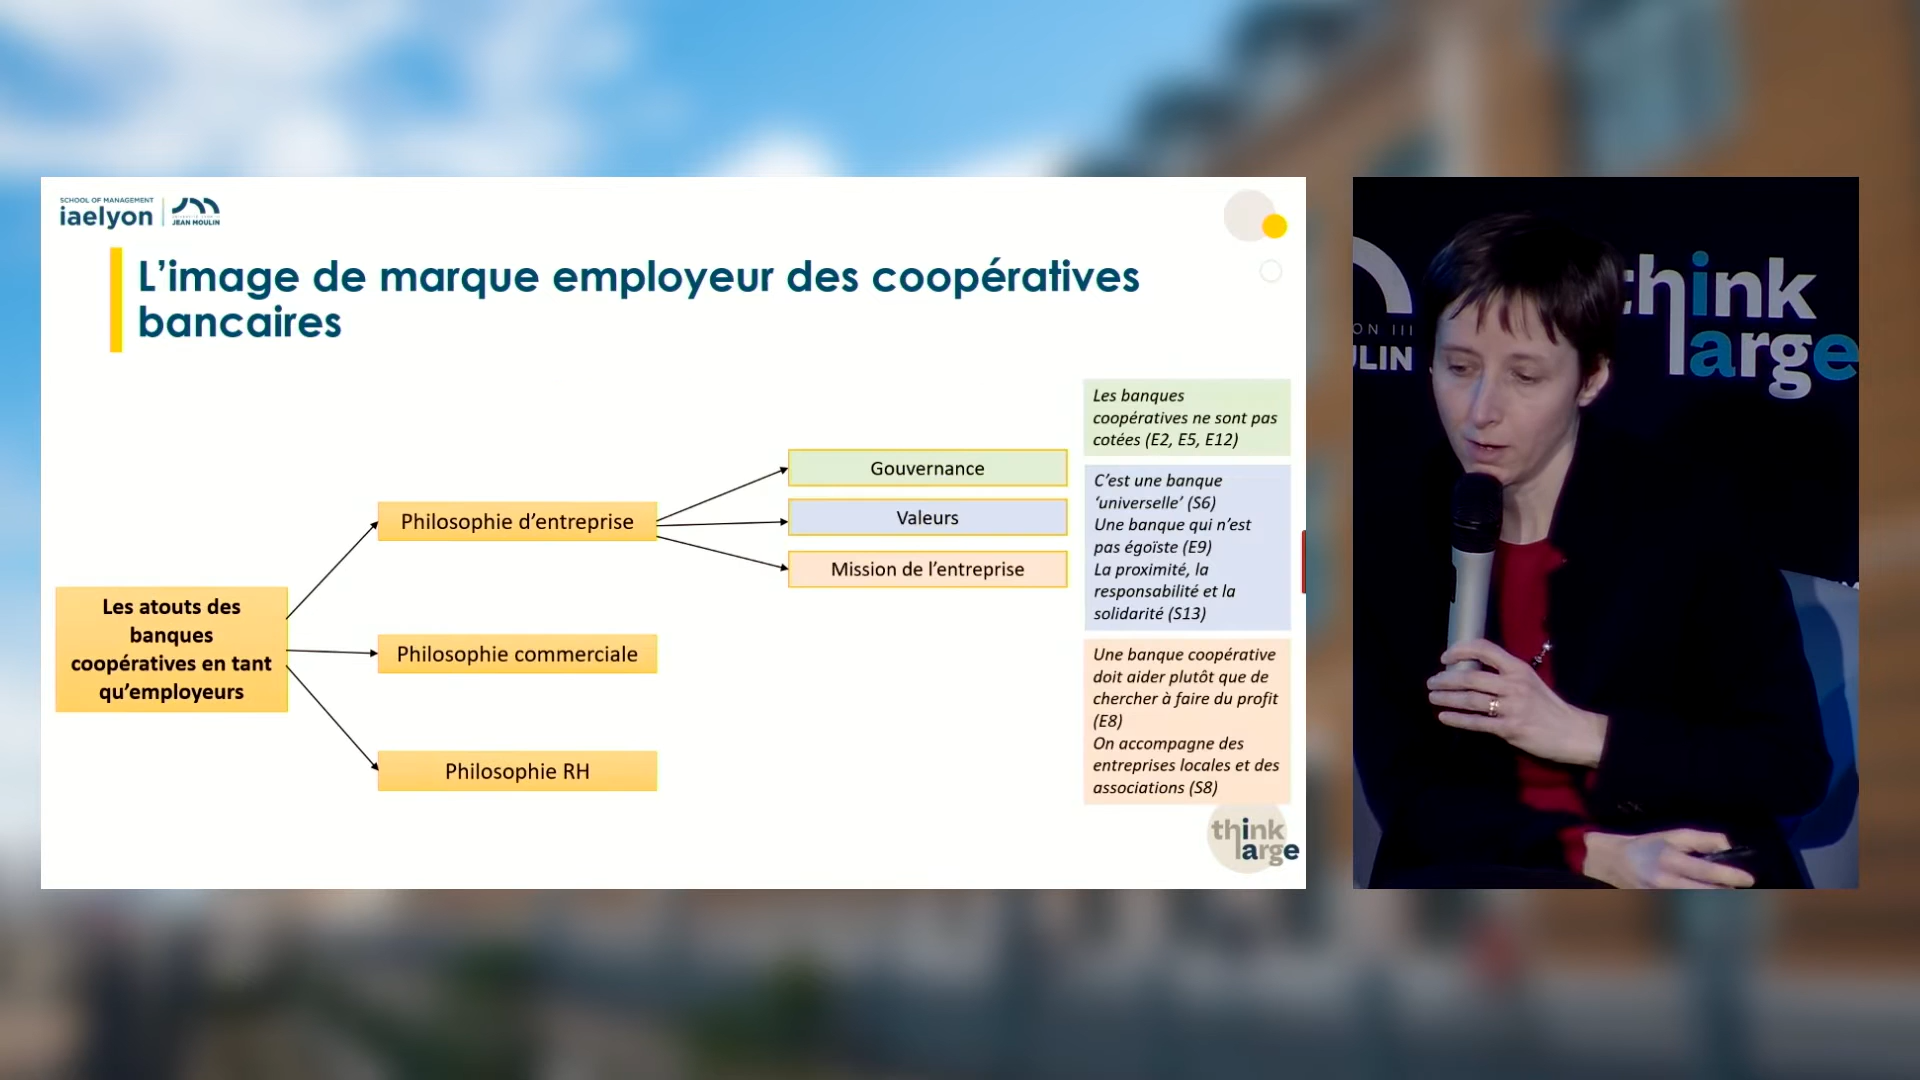 SCHOOL OF MANAGEMENT
iaelyon
JEAN MOULIN
L’image de marque employeur des coopératives
bancaires
Les atouts des
banques
coopératives en tant
qu’employeurs
Philosophie d’entreprise
Philosophie commerciale
Philosophie RH
Gouvernance
Valeurs
Mission de l’entreprise
Les banques
coopératives ne sont pas
cotées (E2, E5, E12)
C’est une banque
‘universelle’ (S6)
Une banque qui n’est
pas égoïste (E9)
La proximité, la
responsabilité et la
solidarité (S13)
Une banque coopérative
doit aider plutôt que de
chercher à faire du profit
(E8)
On accompagne des
entreprises locales et des
associations (S8)
think
large
ON III
LIN
think
large